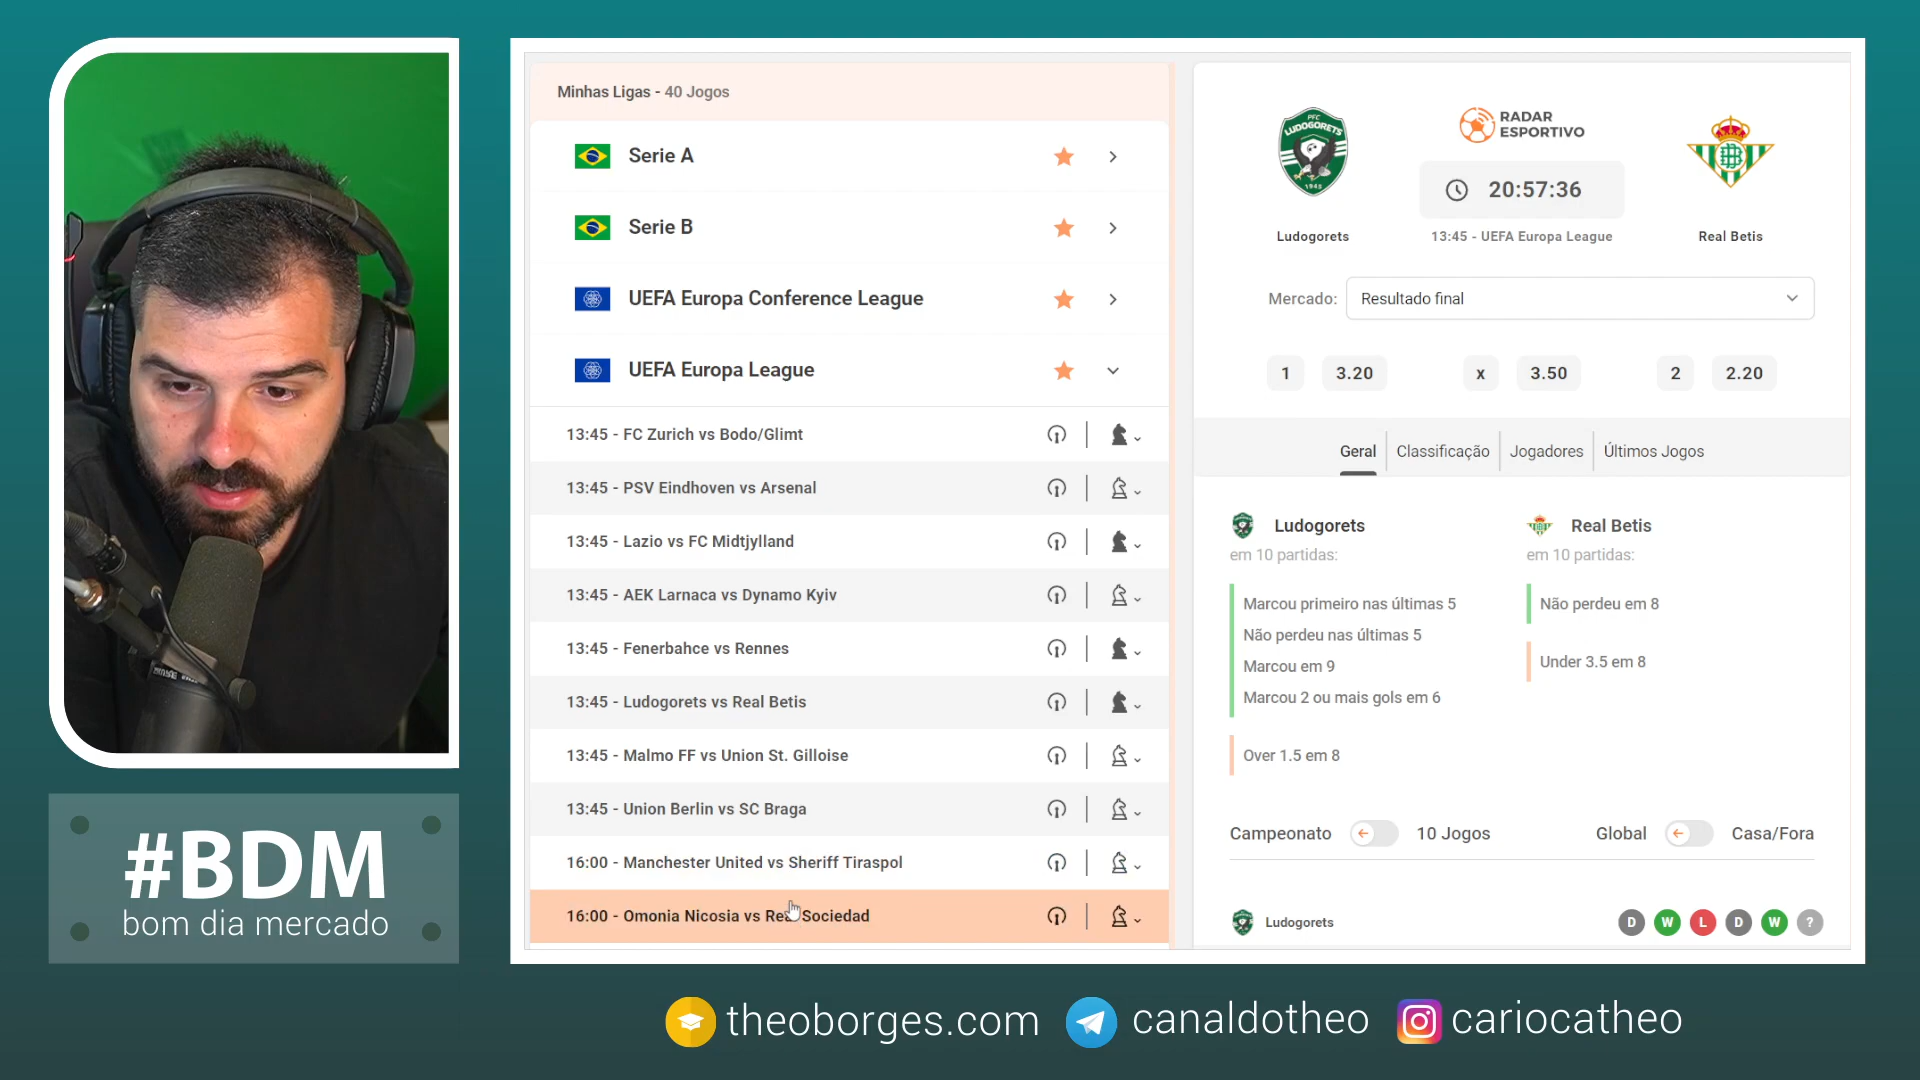 Minhas Ligas - 40 Jogos
Serie A
Serie B
UEFA Europa Conference League
UEFA Europa League
13:45 - FC Zurich vs Bodo/Glimt
13:45 - PSV Eindhoven vs Arsenal
13:45 - Lazio vs FC Midtjylland
13:45 - AEK Larnaca vs Dynamo Kyiv
13:45 - Fenerbahce vs Rennes
13:45 - Ludogorets vs Real Betis
13:45 - Malmo FF vs Union St. Gilloise
13:45 - Union Berlin vs SC Braga
16:00 - Manchester United vs Sheriff Tiraspol
16:00 - Omonia Nicosia vs Real Sociedad
PFC
LUDOGORETS
1945
RADAR
ESPORTIVO
20:57:36
Ludogorets
13:45 - UEFA Europa League
Real Betis
Mercado: Resultado final
1 3.20 x 3.50 2 2.20
Geral Classificação Jogadores Últimos Jogos
Ludogorets
em 10 partidas:
Marcou primeiro nas últimas 5
Não perdeu nas últimas 5
Marcou em 9
Marcou 2 ou mais gols em 6
Over 1.5 em 8
Real Betis
em 10 partidas:
Não perdeu em 8
Under 3.5 em 8
Campeonato 10 Jogos Global Casa/Fora
Ludogorets D W L D W ?
#BDM
bom dia mercado
theoborges.com canaldotheo cariocatheo